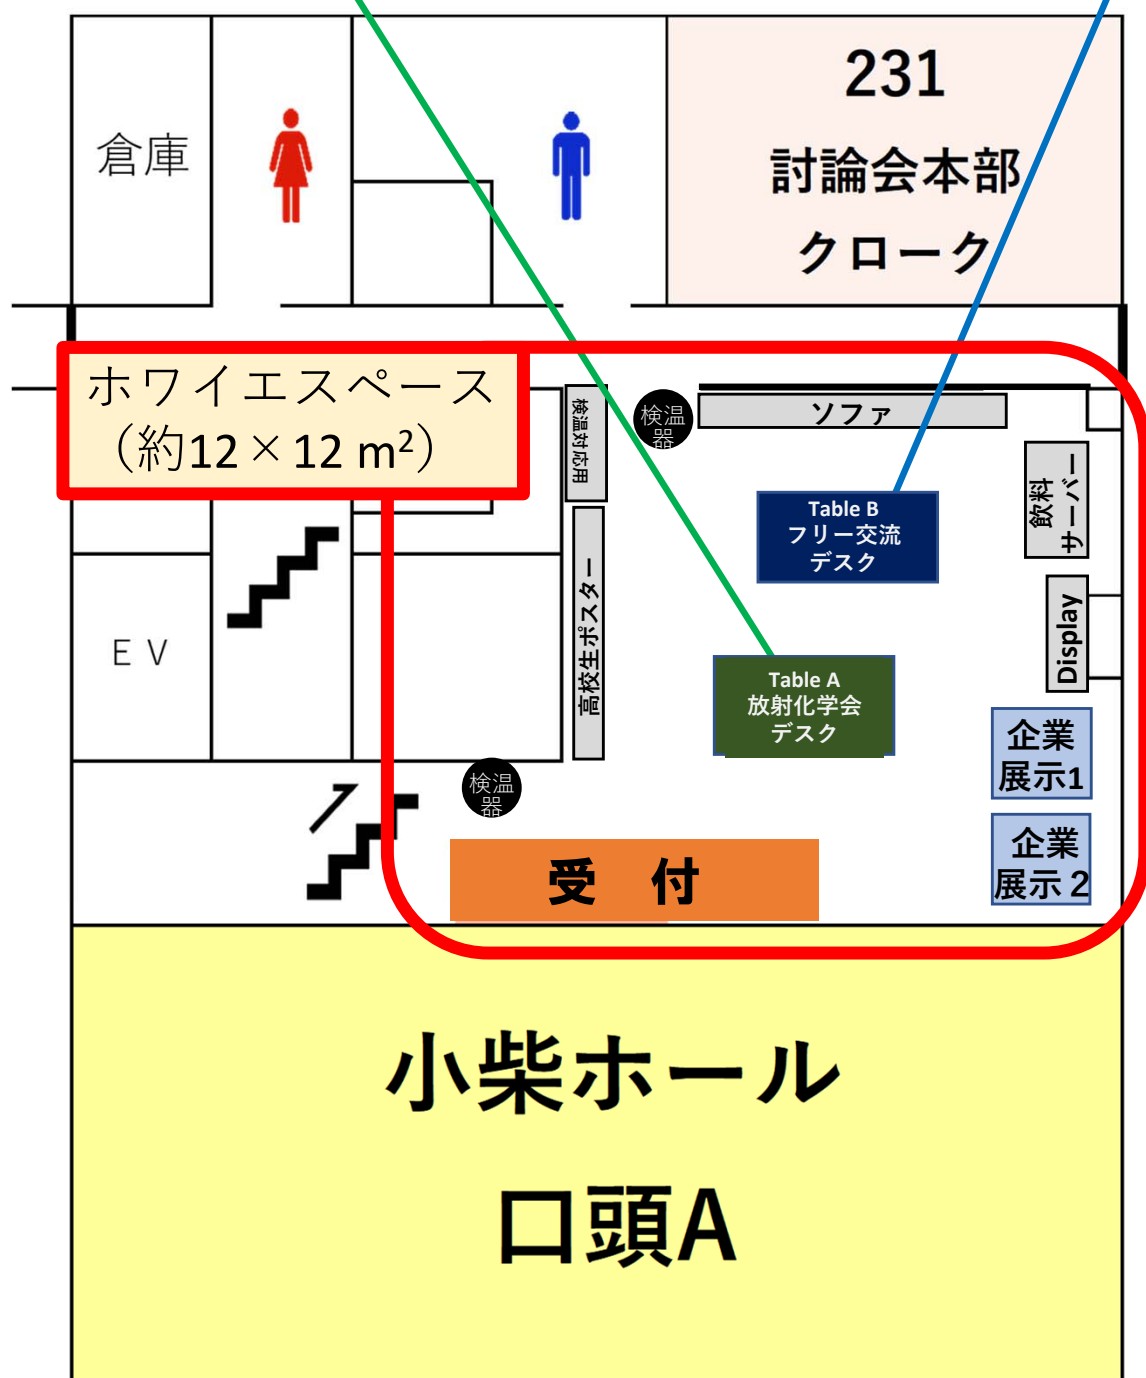 231
討論会本部
クローク
倉庫
ホワイエスペース
（約12×12 m²）
検温対応用
検温
器
ソファ
飲料
サーバー
Table B
フリー交流
デスク
高校生ポスター
Display
ＥＶ
Table A
放射化学会
デスク
企業
展示1
検温
器
企業
展示２
受　付
小柴ホール
口頭A